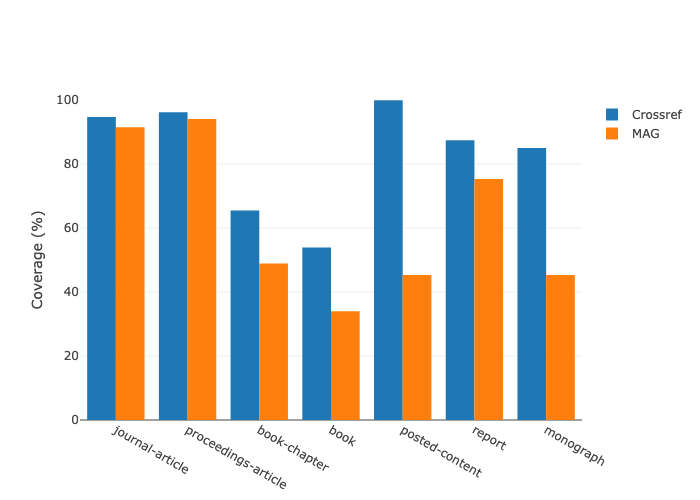 100
80
60
40
20
0
Coverage (%)
journal-article
proceedings-article
book-chapter
book
posted-content
report
monograph
Crossref
MAG